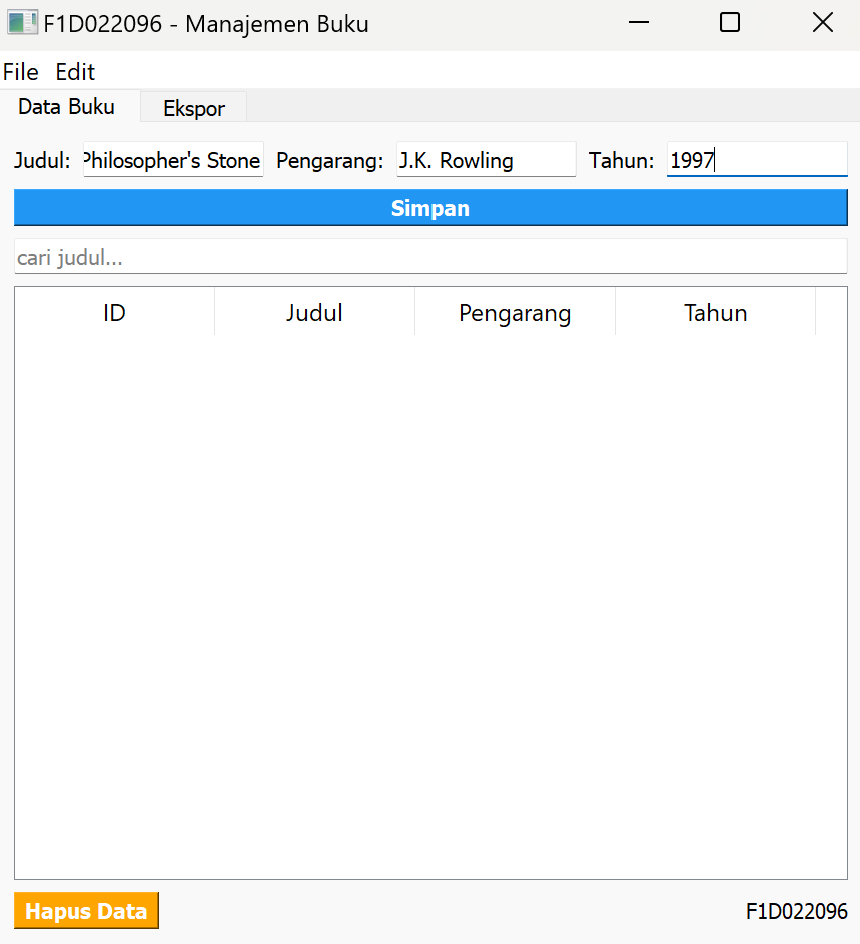 F1D022096 - Manajemen Buku
File Edit
Data Buku Ekspor
Judul: Philosopher's Stone Pengarang: J.K. Rowling Tahun: 1997
Simpan
cari judul...
ID Judul Pengarang Tahun
Hapus Data F1D022096